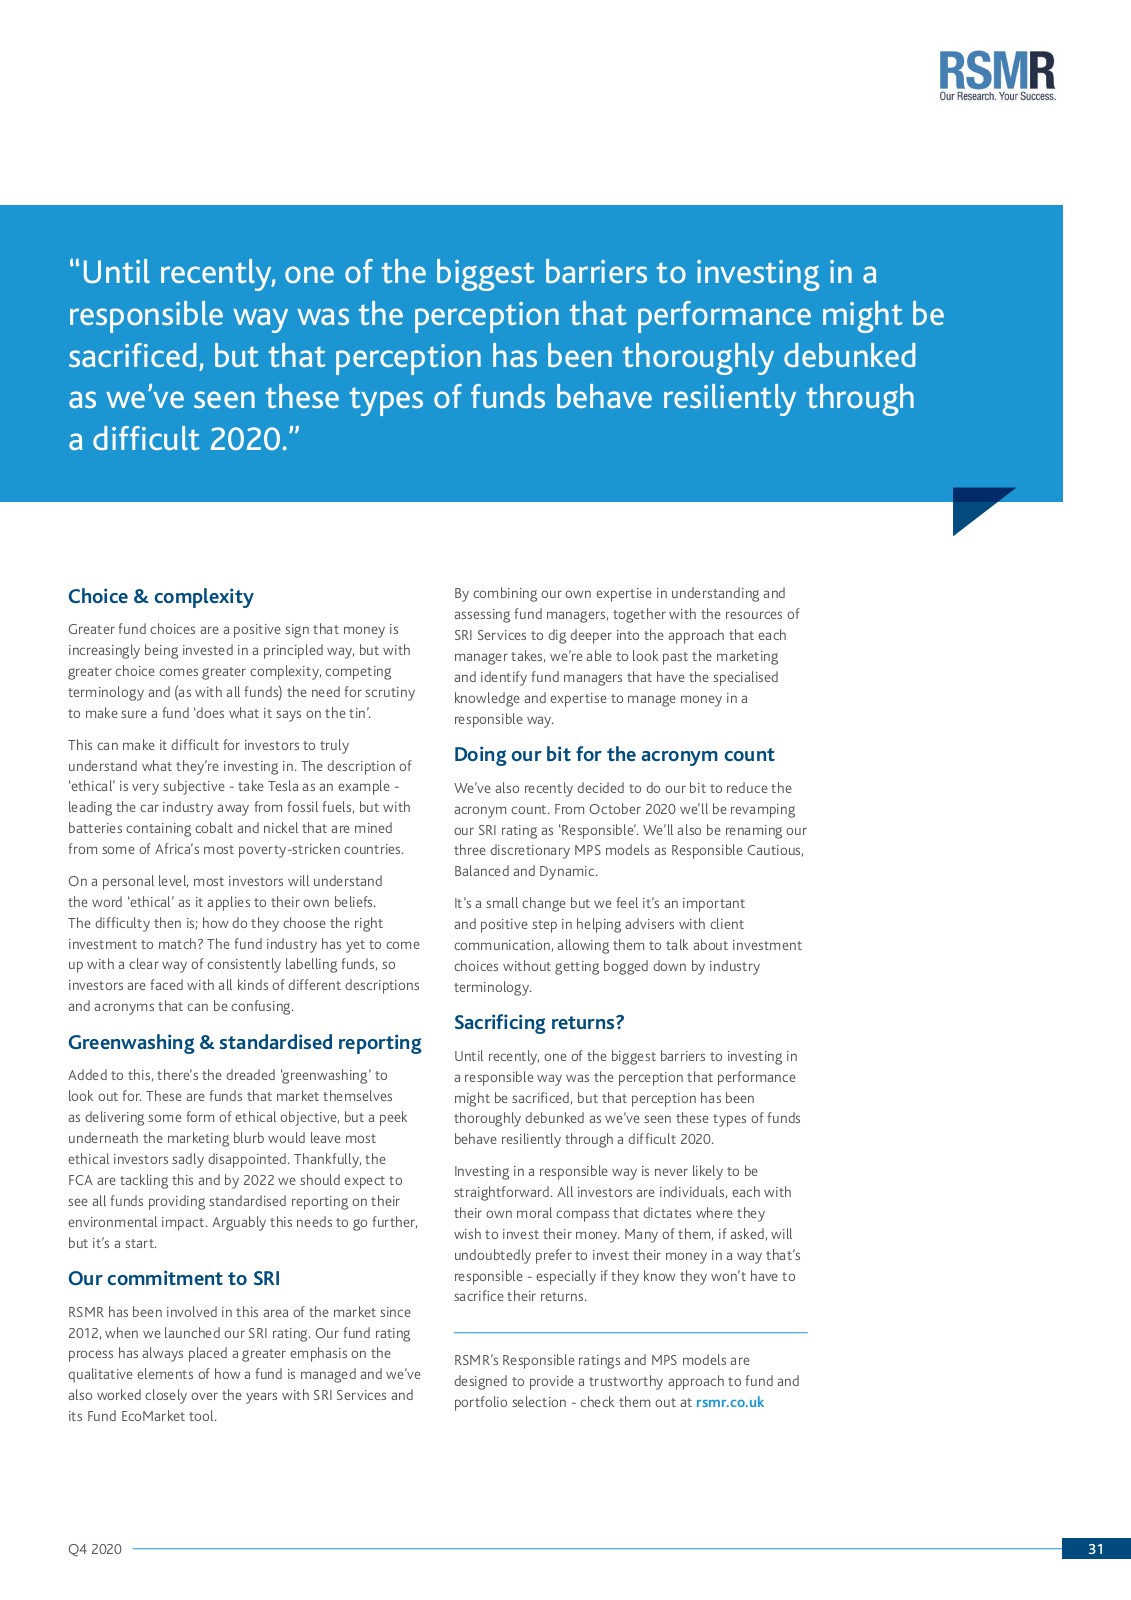 RSMR
Our Research. Your Success.
“Until recently, one of the biggest barriers to investing in a
responsible way was the perception that performance might be
sacrificed, but that perception has been thoroughly debunked
as we’ve seen these types of funds behave resiliently through
a difficult 2020.”
Choice & complexity
Greater fund choices are a positive sign that money is
increasingly being invested in a principled way, but with
greater choice comes greater complexity, competing
terminology and (as with all funds) the need for scrutiny
to make sure a fund ‘does what it says on the tin’.
This can make it difficult for investors to truly
understand what they’re investing in. The description of
‘ethical’ is very subjective - take Tesla as an example -
leading the car industry away from fossil fuels, but with
batteries containing cobalt and nickel that are mined
from some of Africa’s most poverty-stricken countries.
On a personal level, most investors will understand
the word ‘ethical’ as it applies to their own beliefs.
The difficulty then is; how do they choose the right
investment to match? The fund industry has yet to come
up with a clear way of consistently labelling funds, so
investors are faced with all kinds of different descriptions
and acronyms that can be confusing.
Greenwashing & standardised reporting
Added to this, there’s the dreaded ‘greenwashing’ to
look out for. These are funds that market themselves
as delivering some form of ethical objective, but a peek
underneath the marketing blurb would leave most
ethical investors sadly disappointed. Thankfully, the
FCA are tackling this and by 2022 we should expect to
see all funds providing standardised reporting on their
environmental impact. Arguably this needs to go further,
but it’s a start.
Our commitment to SRI
RSMR has been involved in this area of the market since
2012, when we launched our SRI rating. Our fund rating
process has always placed a greater emphasis on the
qualitative elements of how a fund is managed and we’ve
also worked closely over the years with SRI Services and
its Fund EcoMarket tool.
By combining our own expertise in understanding and
assessing fund managers, together with the resources of
SRI Services to dig deeper into the approach that each
manager takes, we’re able to look past the marketing
and identify fund managers that have the specialised
knowledge and expertise to manage money in a
responsible way.
Doing our bit for the acronym count
We’ve also recently decided to do our bit to reduce the
acronym count. From October 2020 we’ll be revamping
our SRI rating as ‘Responsible’. We’ll also be renaming our
three discretionary MPS models as Responsible Cautious,
Balanced and Dynamic.
It’s a small change but we feel it’s an important
and positive step in helping advisers with client
communication, allowing them to talk about investment
choices without getting bogged down by industry
terminology.
Sacrificing returns?
Until recently, one of the biggest barriers to investing in
a responsible way was the perception that performance
might be sacrificed, but that perception has been
thoroughly debunked as we’ve seen these types of funds
behave resiliently through a difficult 2020.
Investing in a responsible way is never likely to be
straightforward. All investors are individuals, each with
their own moral compass that dictates where they
wish to invest their money. Many of them, if asked, will
undoubtedly prefer to invest their money in a way that’s
responsible - especially if they know they won’t have to
sacrifice their returns.
RSMR’s Responsible ratings and MPS models are
designed to provide a trustworthy approach to fund and
portfolio selection - check them out at rsmr.co.uk
Q4 2020
31